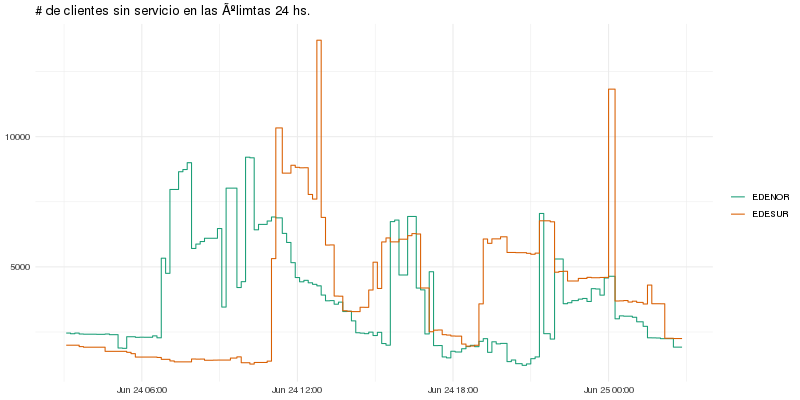 # de clientes sin servicio en las Ãºlimtas 24 hs.
10000
5000
EDENOR
EDESUR
Jun 24 06:00
Jun 24 12:00
Jun 24 18:00
Jun 25 00:00